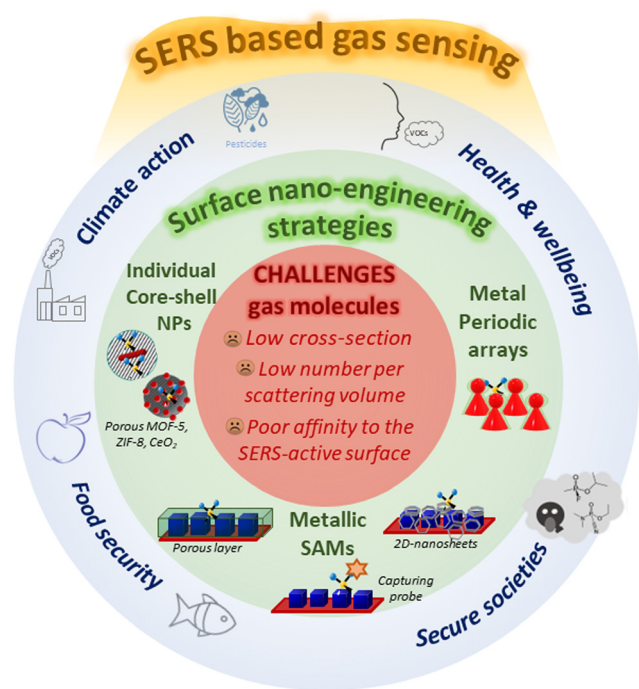 SERS based gas sensing
Pesticides
VOCs
Climate action
Health & wellbeing
VOCs
Surface nano-engineering
strategies
Individual
Core-shell
NPs
CHALLENGES
gas molecules
Low cross-section
Low number per
scattering volume
Poor affinity to the
SERS-active surface
Metal
Periodic
arrays
Porous MOF-5,
ZIF-8, CeO₂
Metallic
SAMs
Porous layer
2D-nanosheets
Capturing
probe
Food security
Secure societies